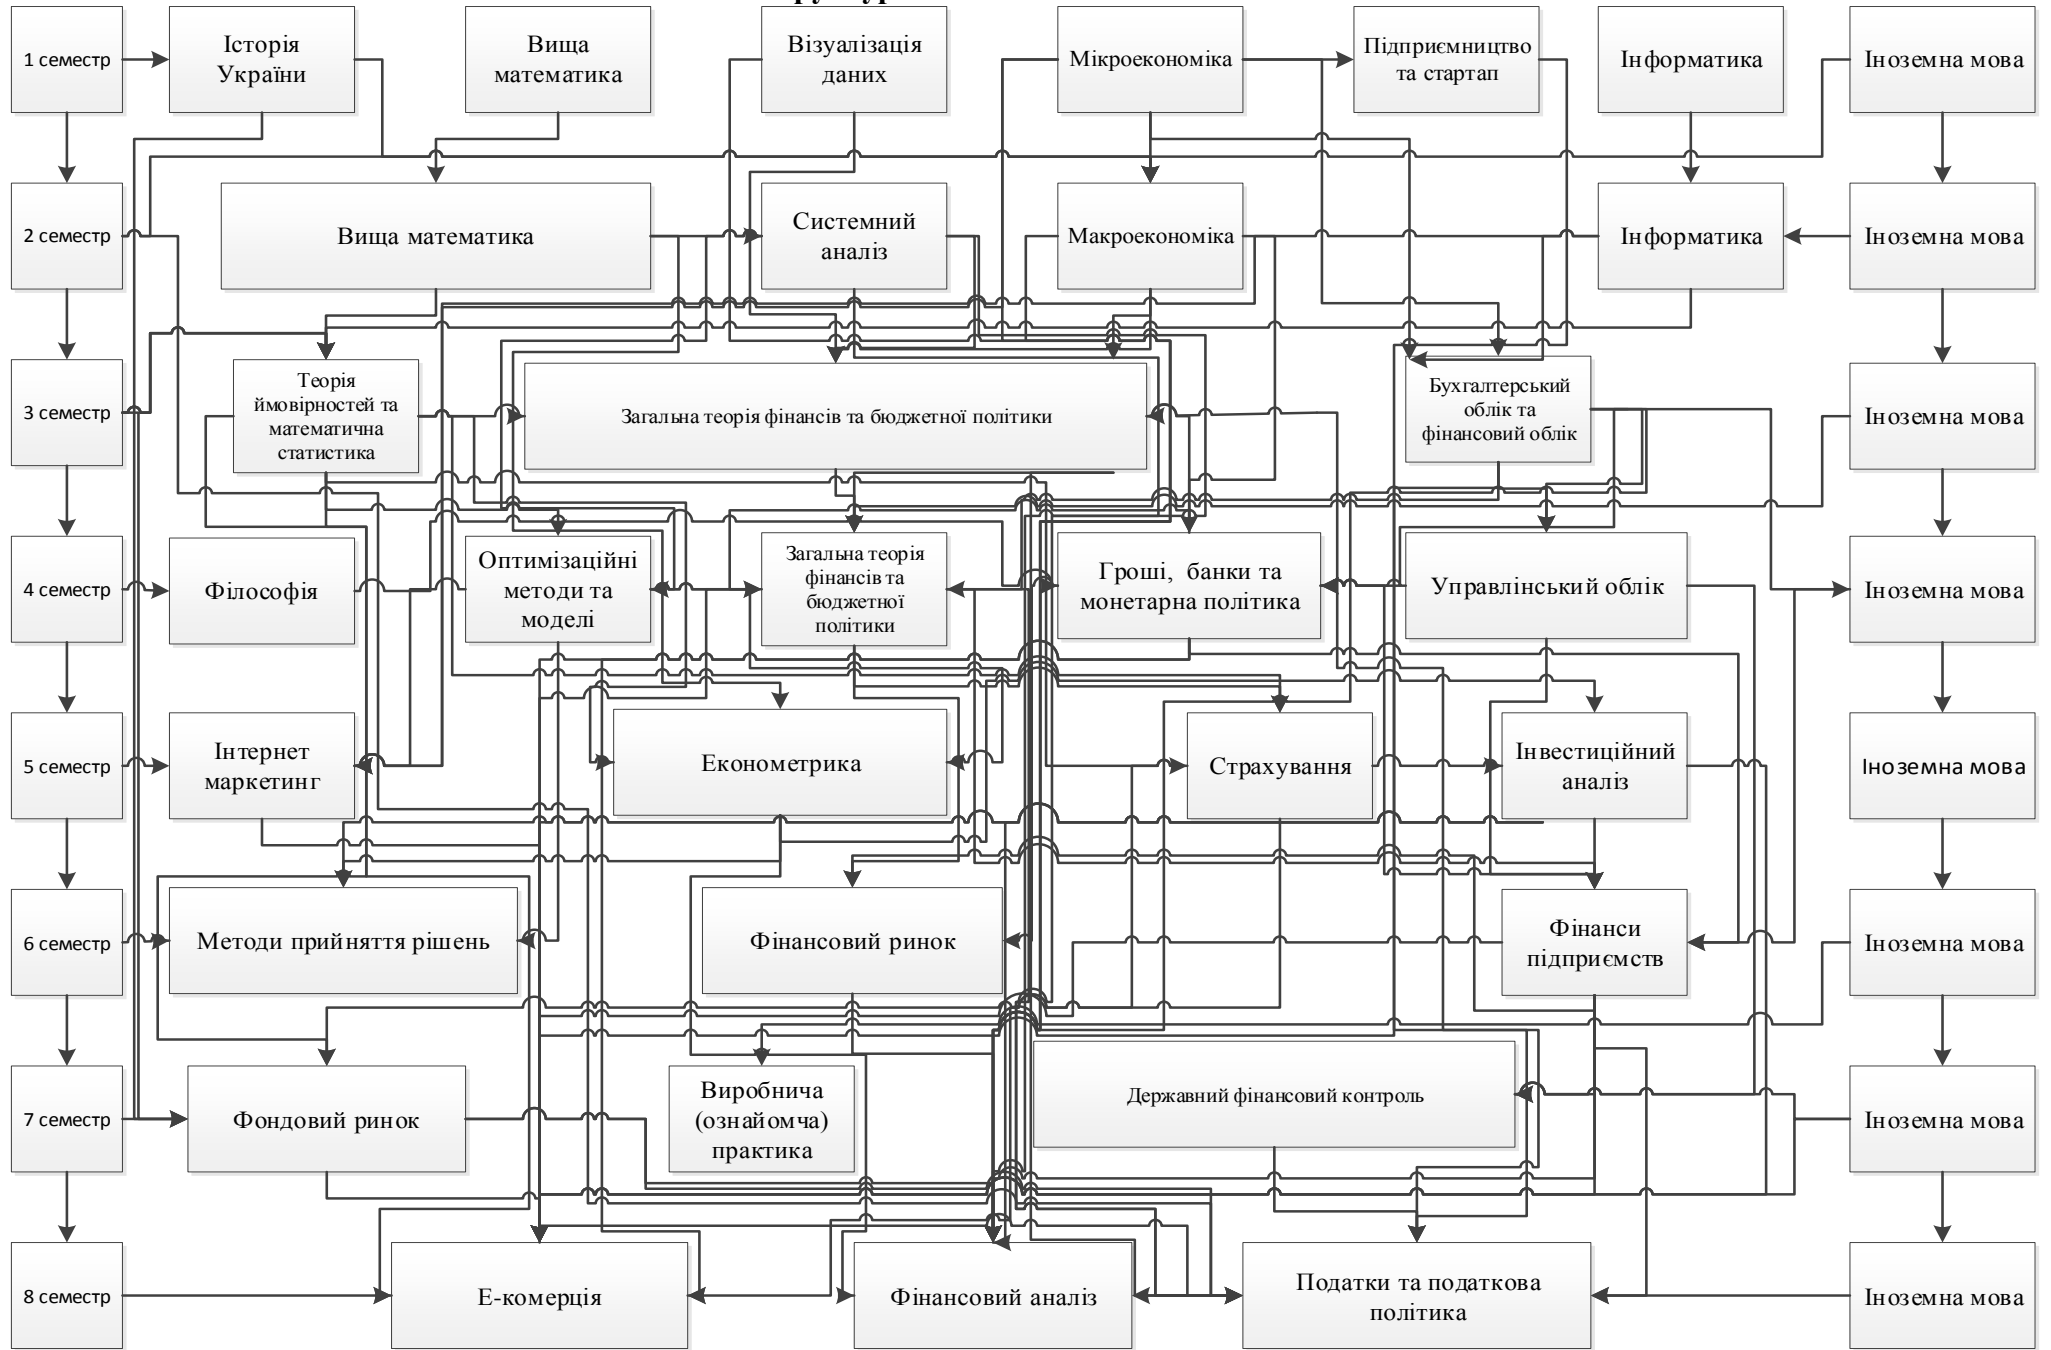 1 семестр
Історія
України
Вища
математика
Візуалізація
даних
Мікроекономіка
Підприємництво
та стартап
Інформатика
Іноземна мова
2 семестр
Вища математика
Системний
аналіз
Макроекономіка
Інформатика
Іноземна мова
3 семестр
Теорія
ймовірностей та
математична
статистика
Загальна теорія фінансів та бюджетної політики
Бухгалтерський
облік та
фінансовий облік
Іноземна мова
4 семестр
Філософія
Оптимізаційні
методи та
моделі
Загальна теорія
фінансів та
бюджетної
політики
Гроші, банки та
монетарна політика
Управлінський облік
Іноземна мова
5 семестр
Інтернет
маркетинг
Економетрика
Страхування
Інвестиційний
аналіз
Іноземна мова
6 семестр
Методи прийняття рішень
Фінансовий ринок
Фінанси
підприємств
Іноземна мова
7 семестр
Фондовий ринок
Виробнича
(ознайомча)
практика
Державний фінансовий контроль
Іноземна мова
8 семестр
Е-комерція
Фінансовий аналіз
Податки та податкова
політика
Іноземна мова